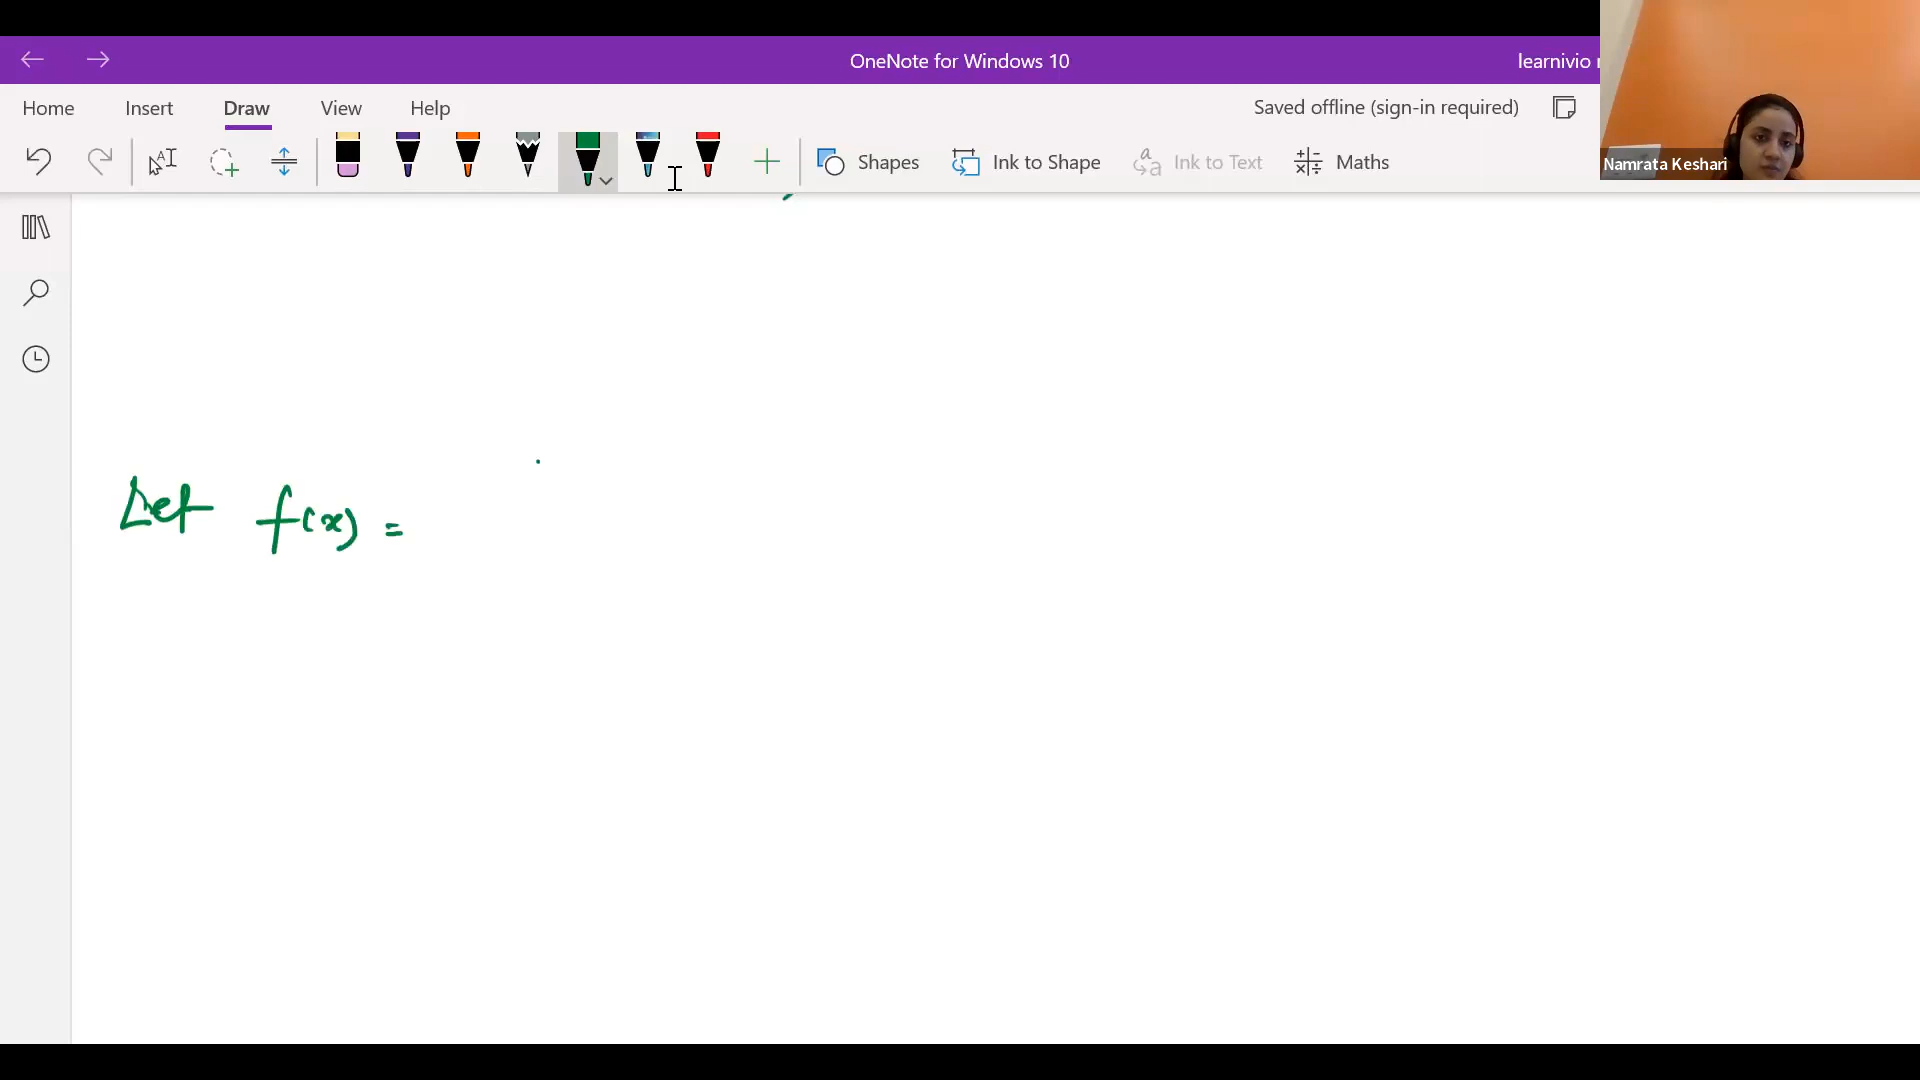 OneNote for Windows 10
learnivio
Home Insert Draw View Help
Saved offline (sign-in required)
Shapes Ink to Shape Ink to Text Maths
Namrata Keshari
Let f(x) =